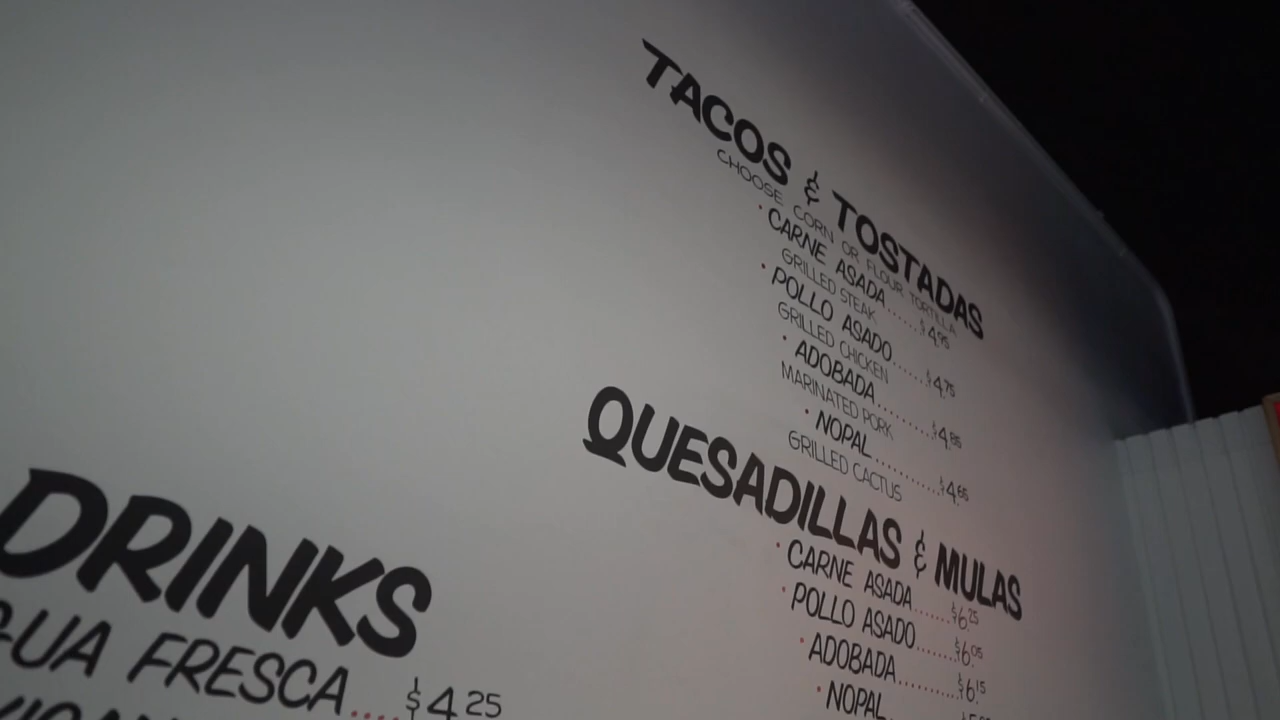 TACOS & TOSTADAS
CHOOSE CORN OR FLOUR TORTILLA
• CARNE ASADA......$4.95
GRILLED STEAK
• POLLO ASADO......$4.75
GRILLED CHICKEN
• ADOBADA..........$4.85
MARINATED PORK
• NOPAL............$4.65
GRILLED CACTUS
QUESADILLAS & MULAS
• CARNE ASADA......$6.25
• POLLO ASADO......$6.05
• ADOBADA..........$6.15
• NOPAL
DRINKS
GUA FRESCA....$4.25